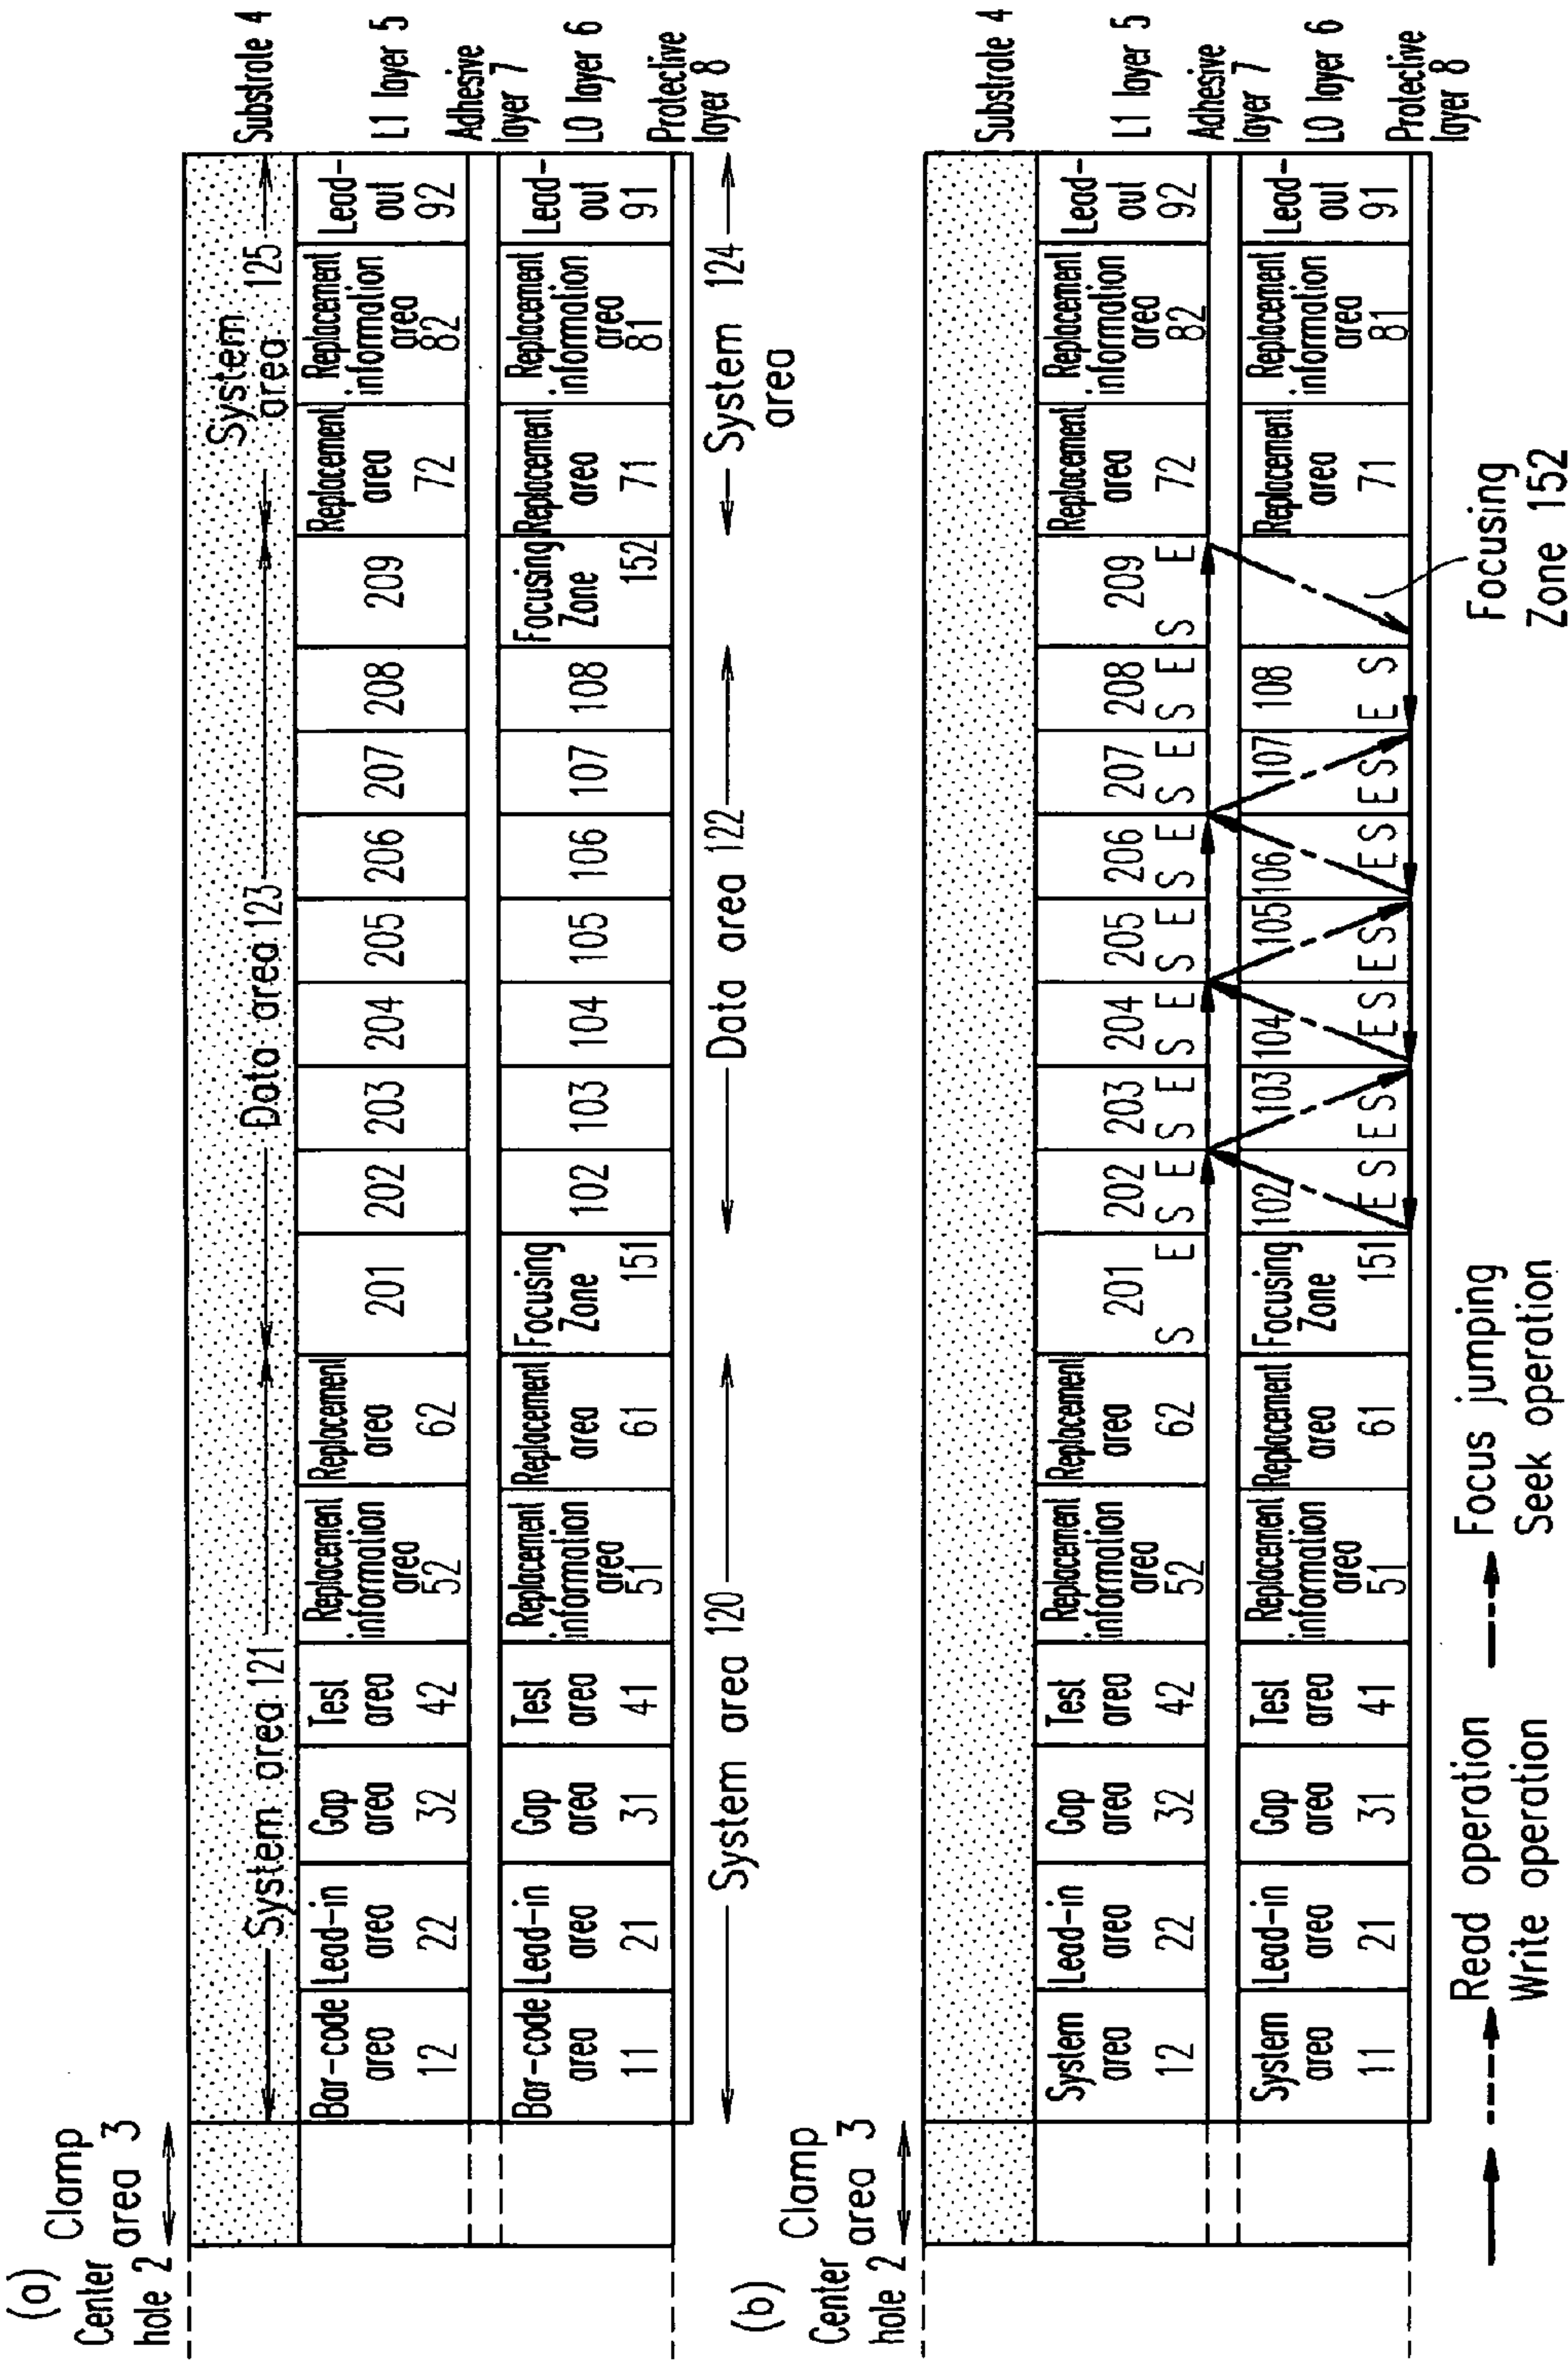 (a)
Clamp
Center area 3
hole 2
Substrate 4
System area 121
Data area 123
System
area 125
Bar-code
area
12
Lead-in
area
22
Gap
area
32
Test
area
42
Replacement
information
area
52
Replacement
area
62
201
202
203
204
205
206
207
208
209
Replacement
area
72
Replacement
information
area
82
Lead-
out
92
L1 layer 5
Adhesive
layer 7
Bar-code
area
11
Lead-in
area
21
Gap
area
31
Test
area
41
Replacement
information
area
51
Replacement
area
61
Focusing
Zone
151
102
103
104
105
106
107
108
Focusing
Zone
152
Replacement
area
71
Replacement
information
area
81
Lead-
out
91
L0 layer 6
Protective
layer 8
System area 120
Data area 122
System 124
area
(b)
Clamp
Center area 3
hole 2
Substrate 4
System
area
12
Lead-in
area
22
Gap
area
32
Test
area
42
Replacement
information
area
52
Replacement
area
62
201
202
203
204
205
206
207
208
209
S E S E S E S E S E S E S E S E S E
Replacement
area
72
Replacement
information
area
82
Lead-
out
92
L1 layer 5
Adhesive
layer 7
System
area
11
Lead-in
area
21
Gap
area
31
Test
area
41
Replacement
information
area
51
Replacement
area
61
Focusing
Zone
151
102
103
104
105
106
107
108
E S E S E S E S E S E S E S
Replacement
area
71
Replacement
information
area
81
Lead-
out
91
L0 layer 6
Protective
layer 8
Focusing
Zone 152
Read operation
Write operation
Focus jumping
Seek operation